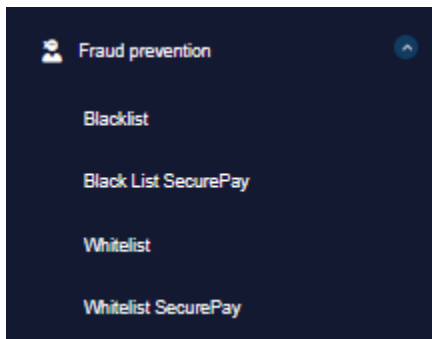 Fraud prevention
Blacklist
Black List SecurePay
Whitelist
Whitelist SecurePay